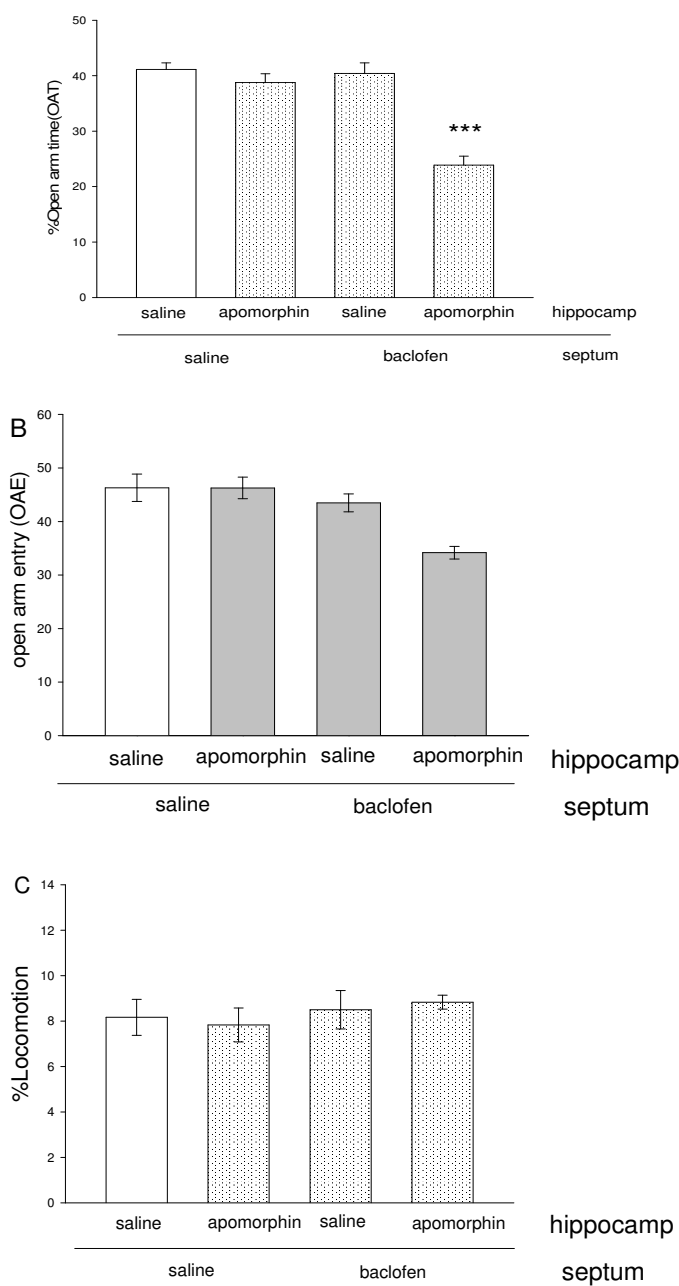 50
40
30
20
10
0
%Open arm time(OAT)
***
saline apomorphin saline apomorphin hippocamp
saline baclofen septum
B
60
50
40
30
20
10
0
open arm entry (OAE)
saline apomorphin saline apomorphin hippocamp
saline baclofen septum
C
14
12
10
8
6
4
2
0
%Locomotion
saline apomorphin saline apomorphin hippocamp
saline baclofen septum